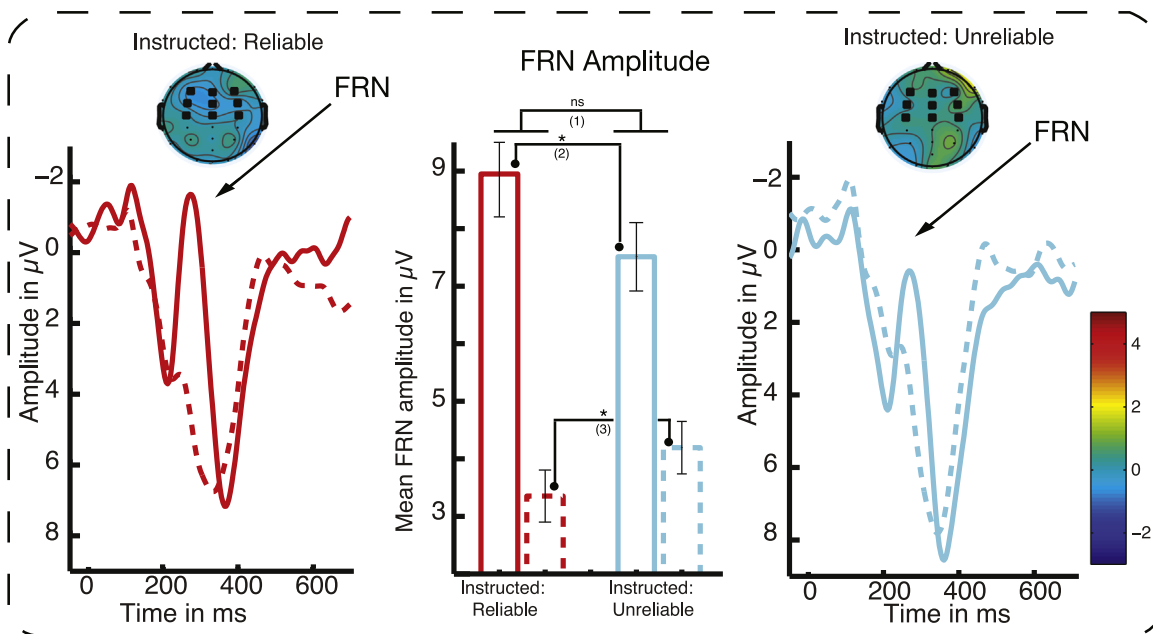 Instructed: Reliable
FRN
−2
0
2
4
6
8
Amplitude in µV
0 200 400 600
Time in ms
FRN Amplitude
ns
(1)
*
(2)
*
(3)
9
7
5
3
Mean FRN amplitude in µV
Instructed: Instructed:
Reliable Unreliable
Instructed: Unreliable
FRN
−2
0
2
4
6
8
Amplitude in µV
0 200 400 600
Time in ms
4
2
0
−2